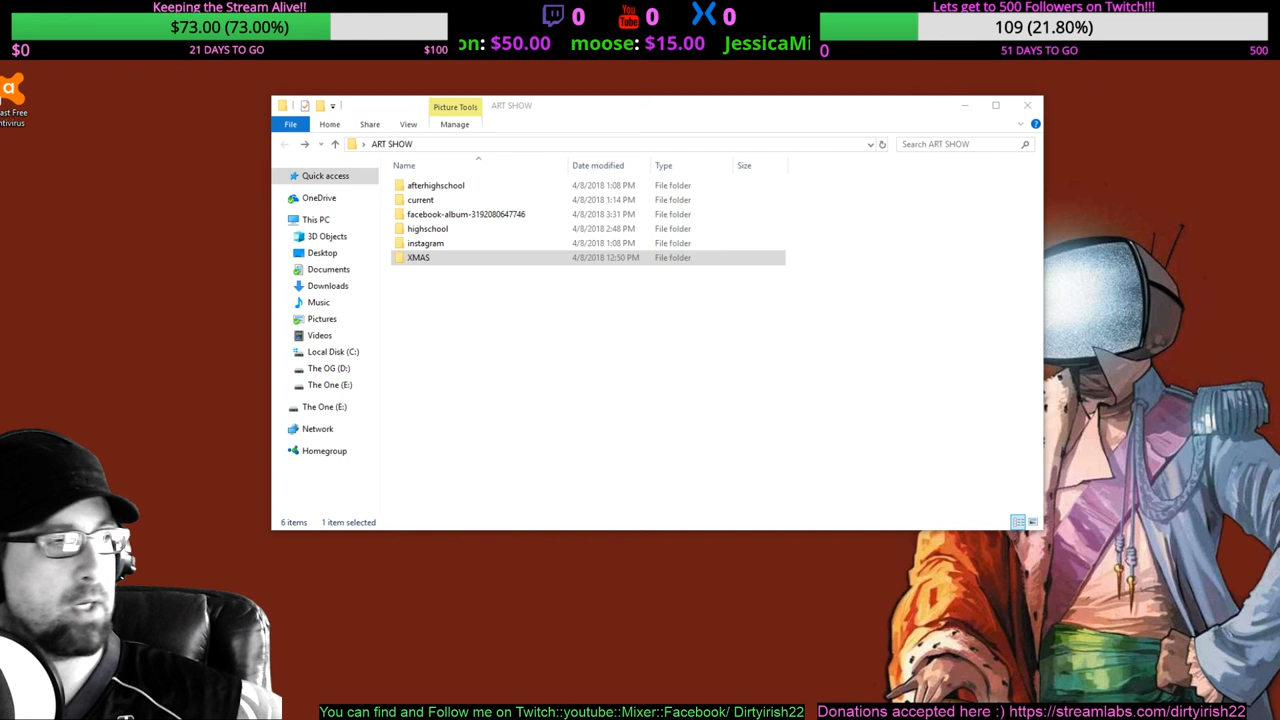 Keeping the Stream Alive!!
$73.00 (73.00%)
$0
21 DAYS TO GO
$100
0
You Tube
0
0
on: $50.00 moose: $15.00 JessicaMi
Lets get to 500 Followers on Twitch!!!
109 (21.80%)
0
51 DAYS TO GO
500
a
ast Free
ntivirus
Picture Tools
ART SHOW
File
Home
Share
View
Manage
ART SHOW
Search ART SHOW
Name
Date modified
Type
Size
Quick access
OneDrive
This PC
3D Objects
Desktop
Documents
Downloads
Music
Pictures
Videos
Local Disk (C:)
The OG (D:)
The One (E:)
The One (E:)
Network
Homegroup
afterhighschool 4/8/2018 1:08 PM File folder
current 4/8/2018 1:14 PM File folder
facebook-album-3192080647746 4/8/2018 3:31 PM File folder
highschool 4/8/2018 2:48 PM File folder
instagram 4/8/2018 1:08 PM File folder
XMAS 4/8/2018 12:50 PM File folder
6 items
1 item selected
You can find and Follow me on Twitch::youtube::Mixer::Facebook/ Dirtyirish22
Donations accepted here :) https://streamlabs.com/dirtyirish22